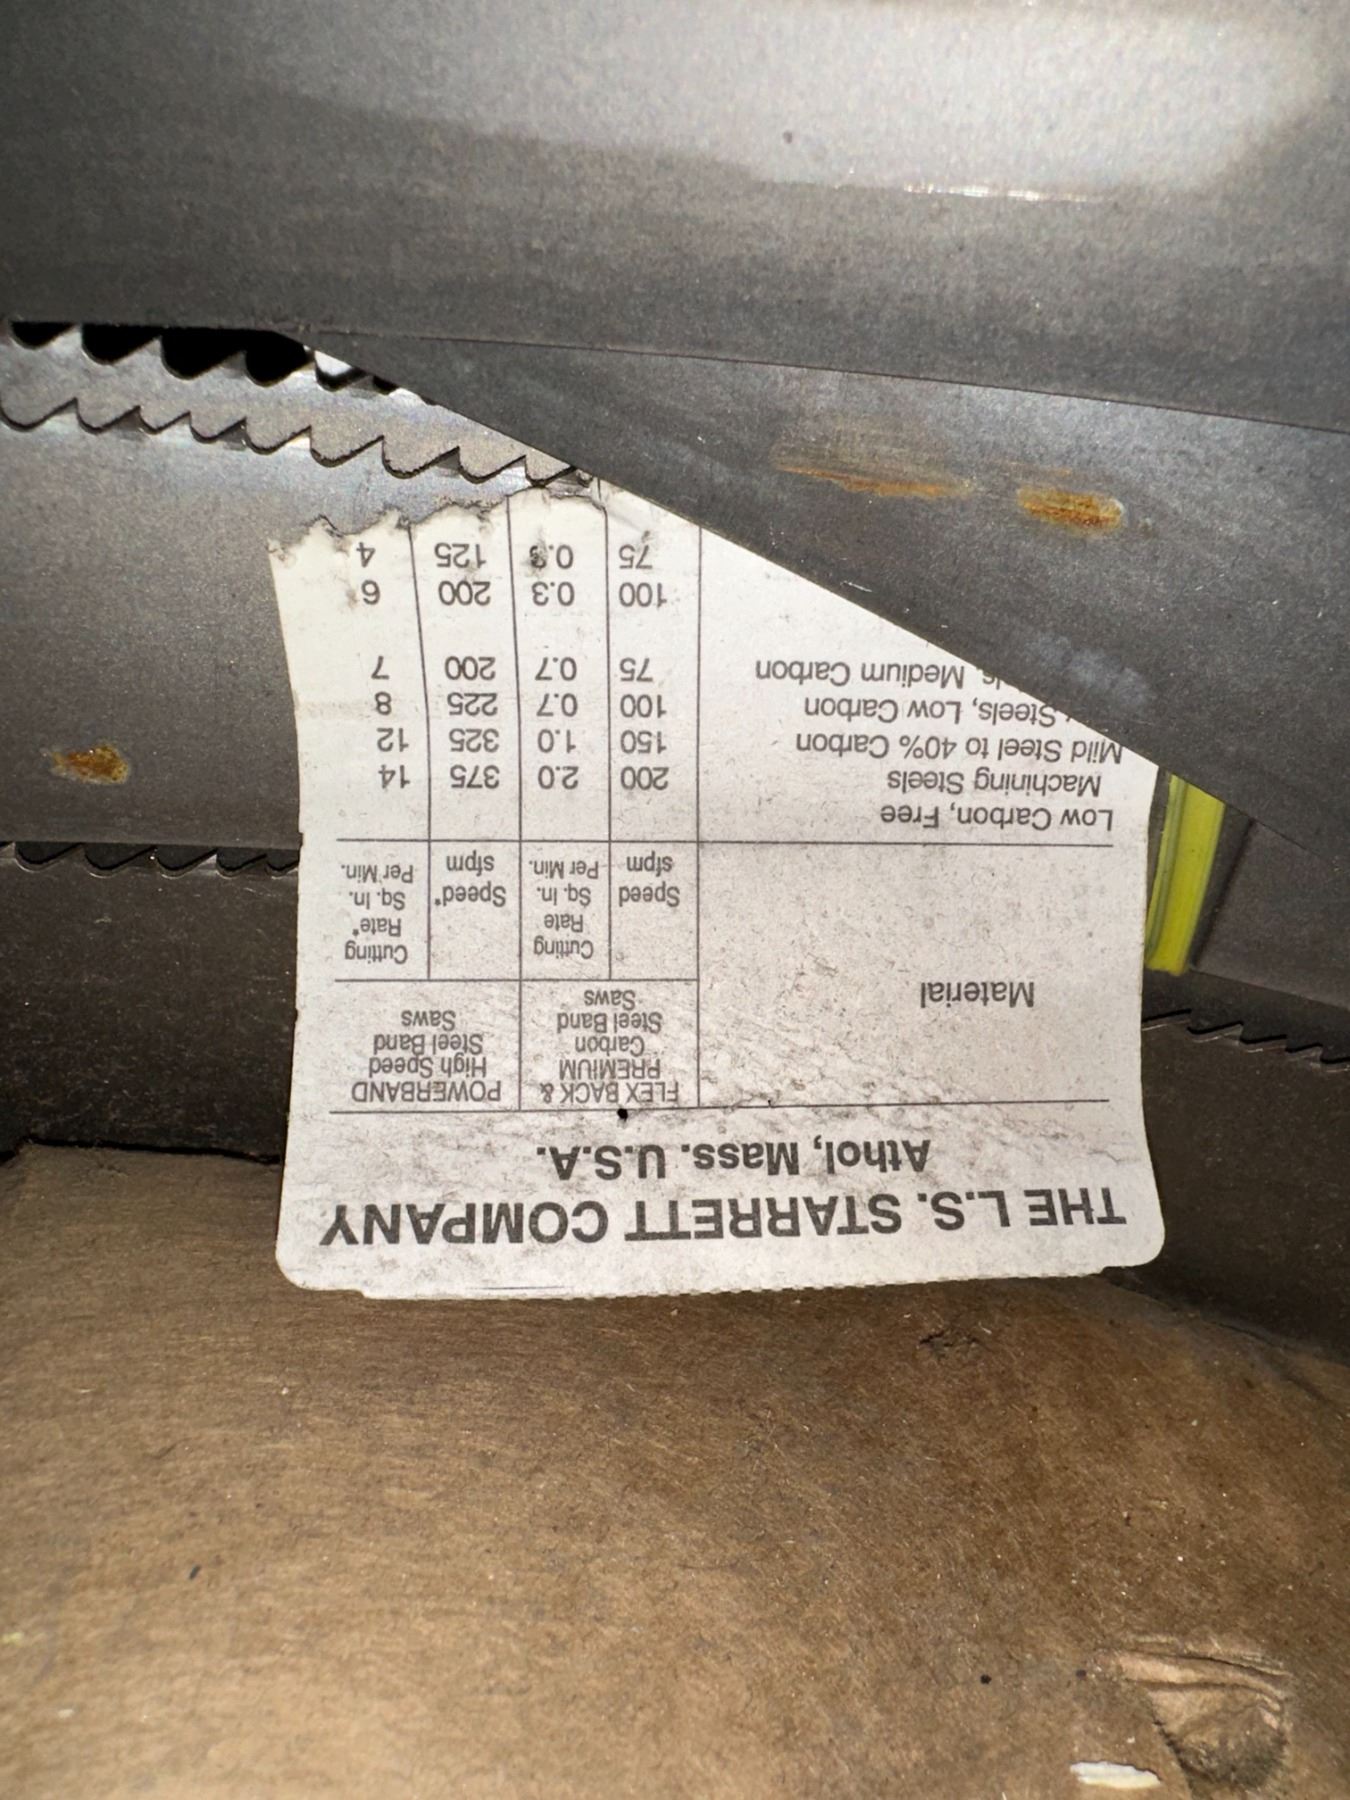 THE L.S. STARRETT COMPANY
Athol, Mass. U.S.A.
Material
FLEX BACK &
PREMIUM
Carbon
Steel Band
Saws
POWERBAND
High Speed
Steel Band
Saws
Speed
sfpm
Cutting
Rate
Sq. In.
Per Min.
Speed*
sfpm
Cutting
Rate*
Sq. In.
Per Min.
Low Carbon, Free
Machining Steels 200 2.0 375 14
Mild Steel to 40% Carbon 150 1.0 325 12
Steels, Low Carbon 100 0.7 225 8
Medium Carbon 75 0.7 200 7
100 0.3 200 6
75 0.3 125 4